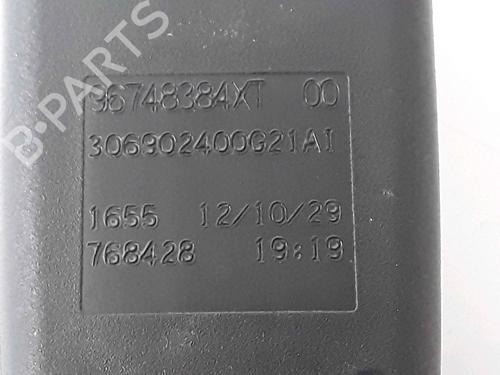 B-PARTS
96748384XT 00
306902400G21AI
1655 12/10/29
768428 19:19